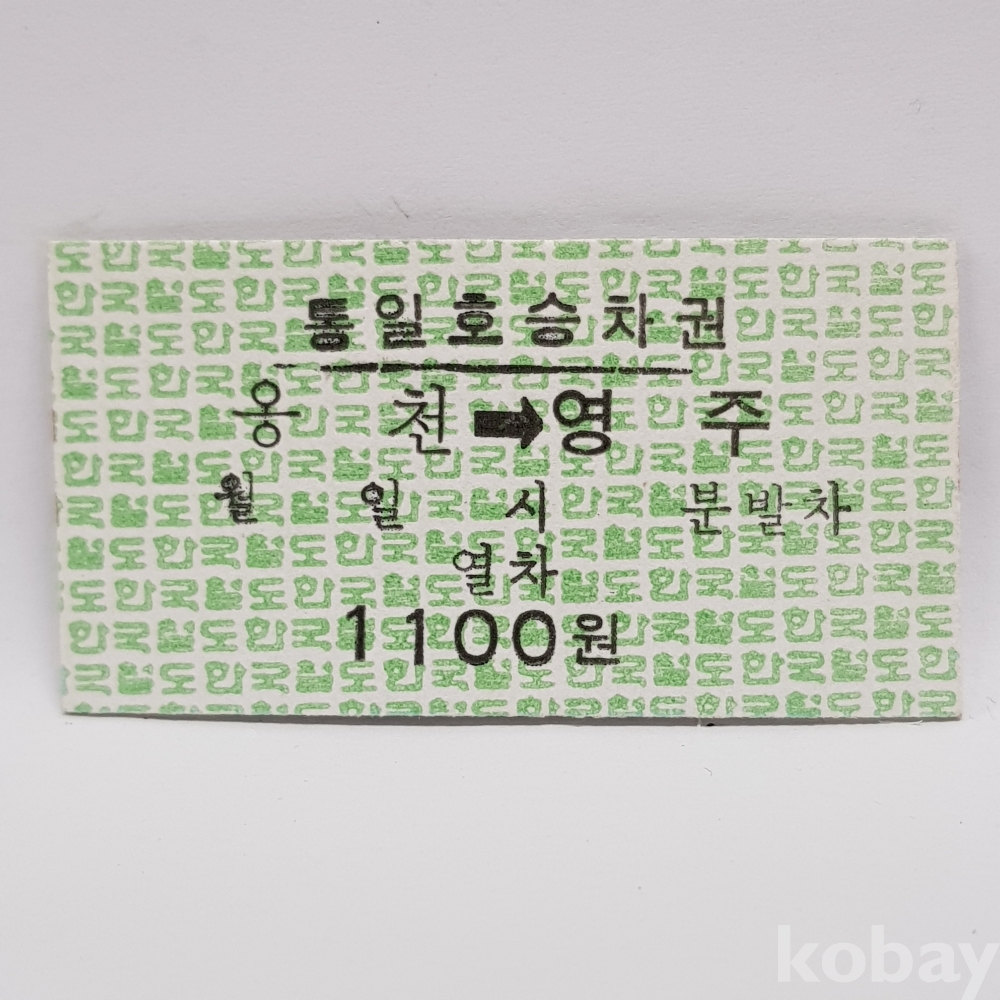 통일호승차권
옹 천 ➡ 영 주
월 일 시 분발차
열차
1100원
kobay